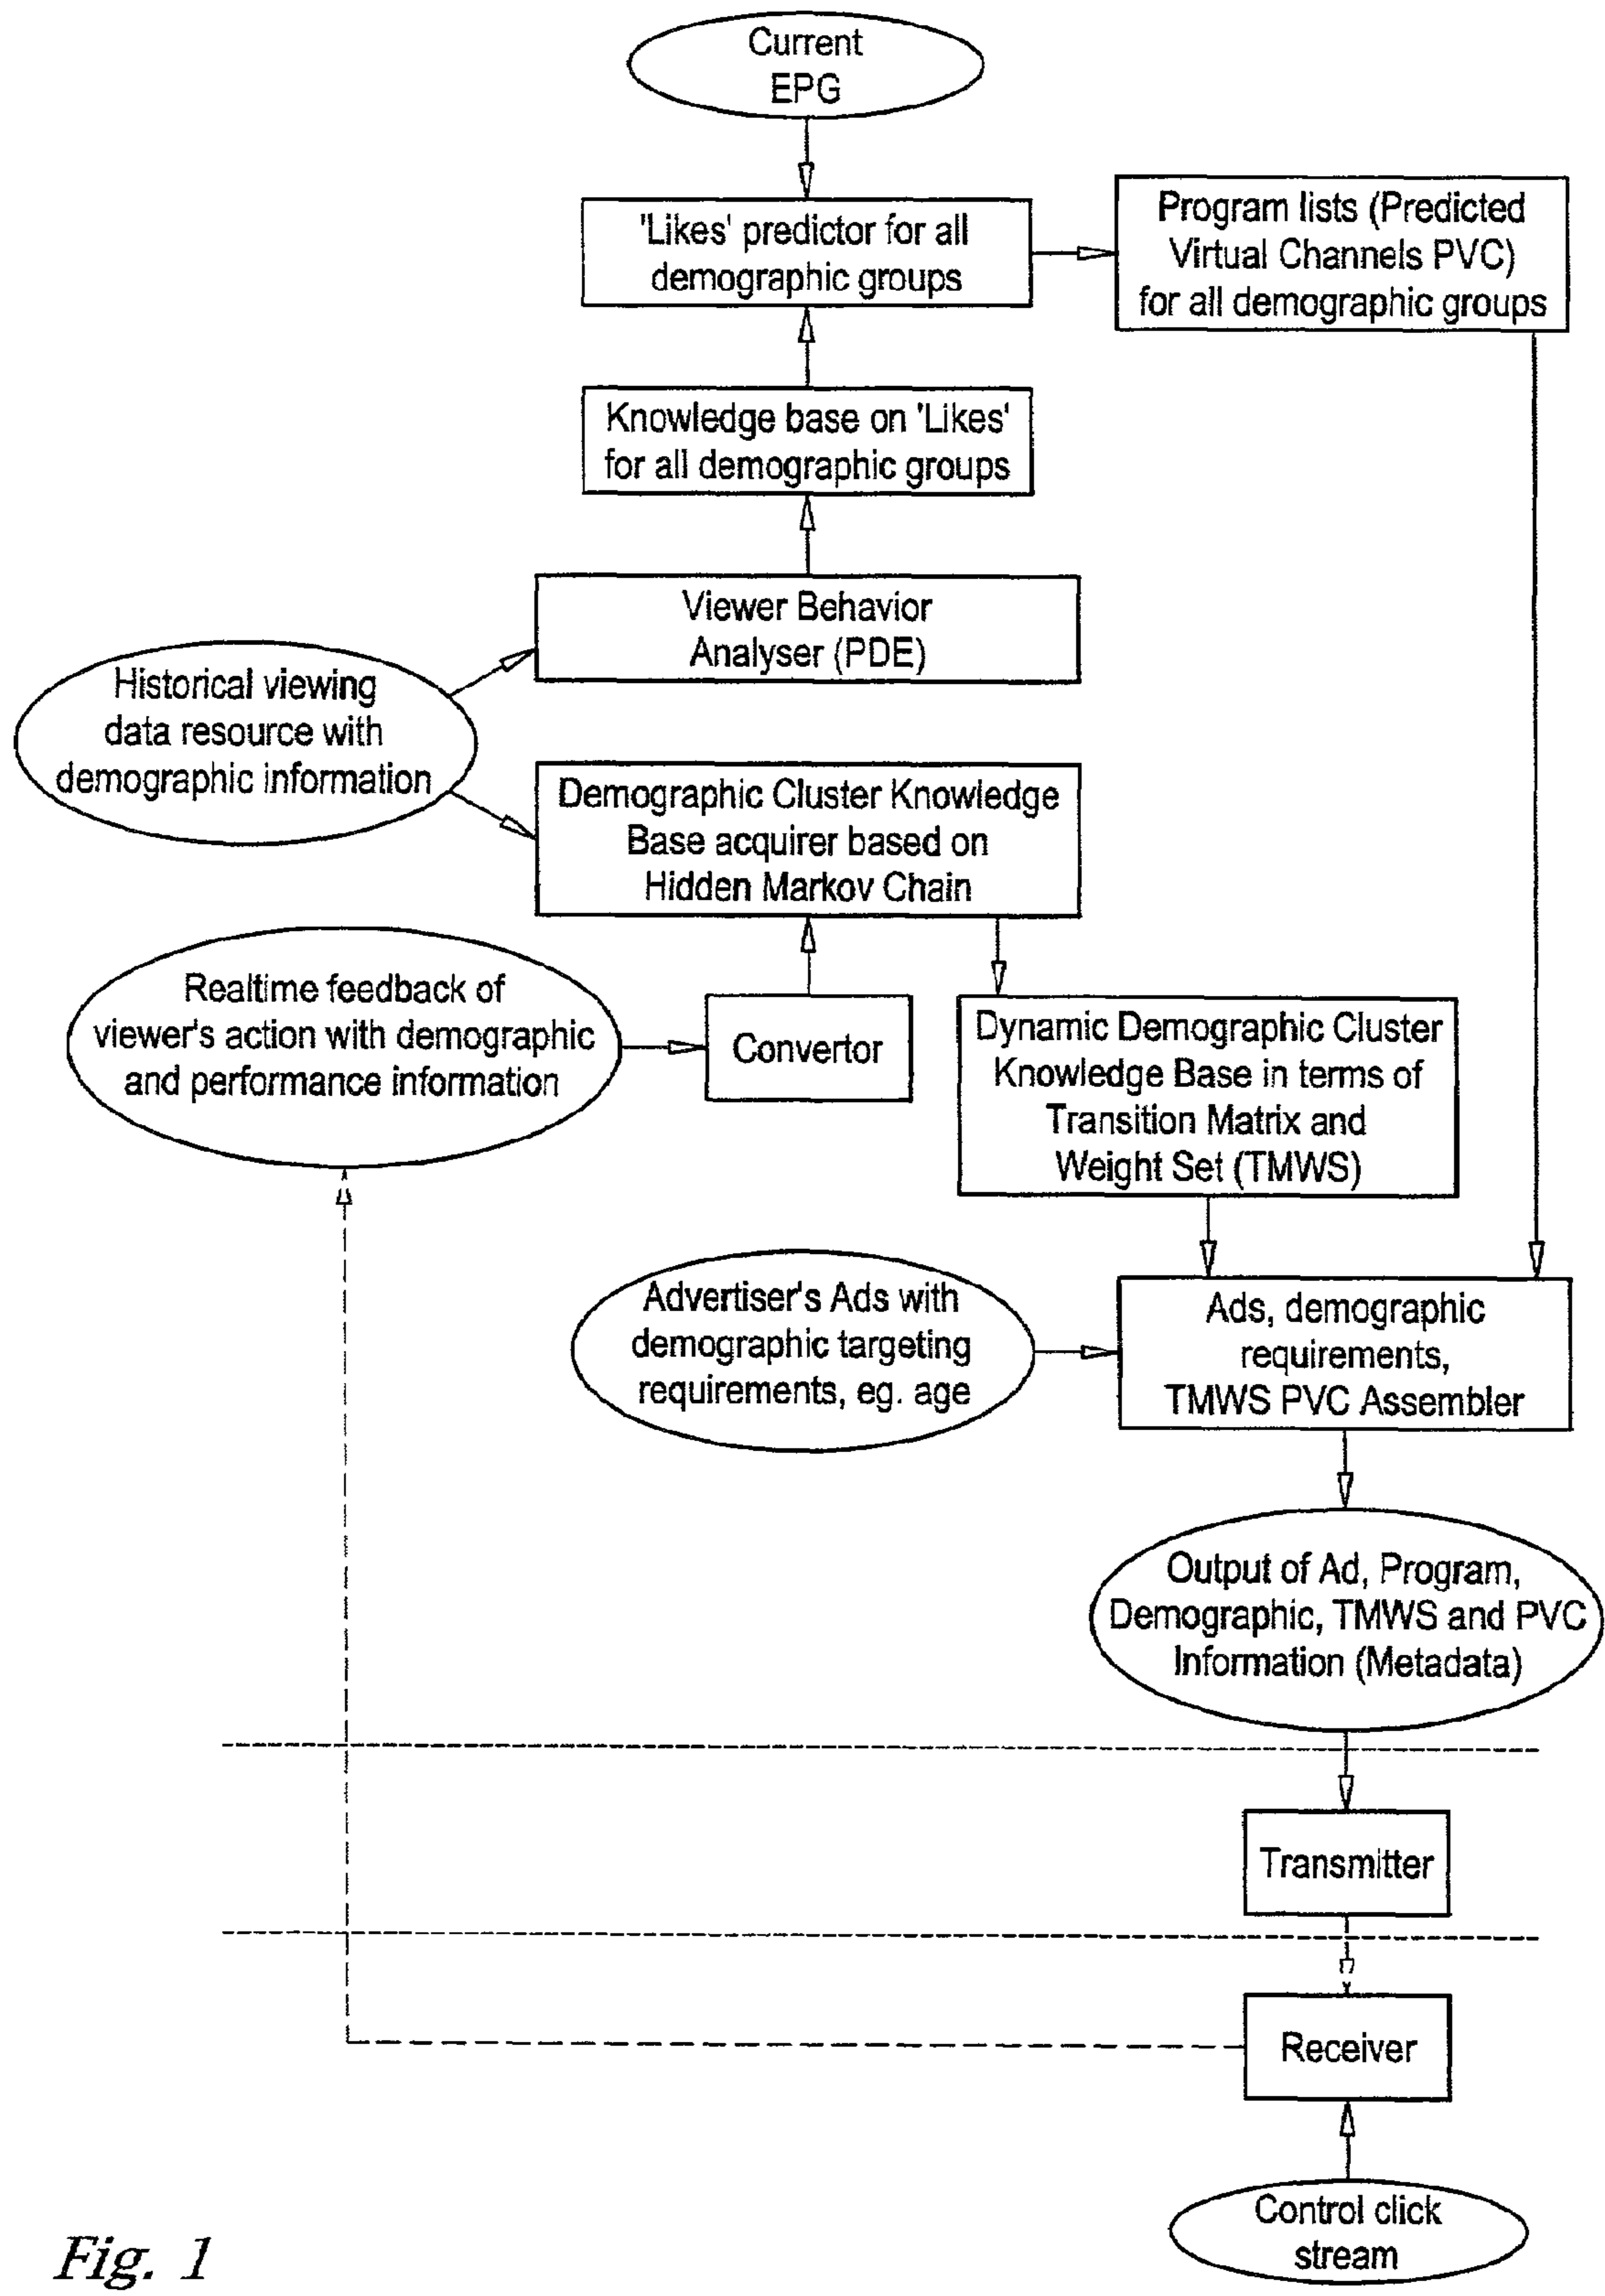 Current
EPG
'Likes' predictor for all
demographic groups
Program lists (Predicted
Virtual Channels PVC)
for all demographic groups
Knowledge base on 'Likes'
for all demographic groups
Viewer Behavior
Analyser (PDE)
Historical viewing
data resource with
demographic information
Demographic Cluster Knowledge
Base acquirer based on
Hidden Markov Chain
Realtime feedback of
viewer's action with demographic
and performance information
Convertor
Dynamic Demographic Cluster
Knowledge Base in terms of
Transition Matrix and
Weight Set (TMWS)
Advertiser's Ads with
demographic targeting
requirements, eg. age
Ads, demographic
requirements,
TMWS PVC Assembler
Output of Ad, Program,
Demographic, TMWS and PVC
Information (Metadata)
Transmitter
Receiver
Control click
stream
Fig. 1